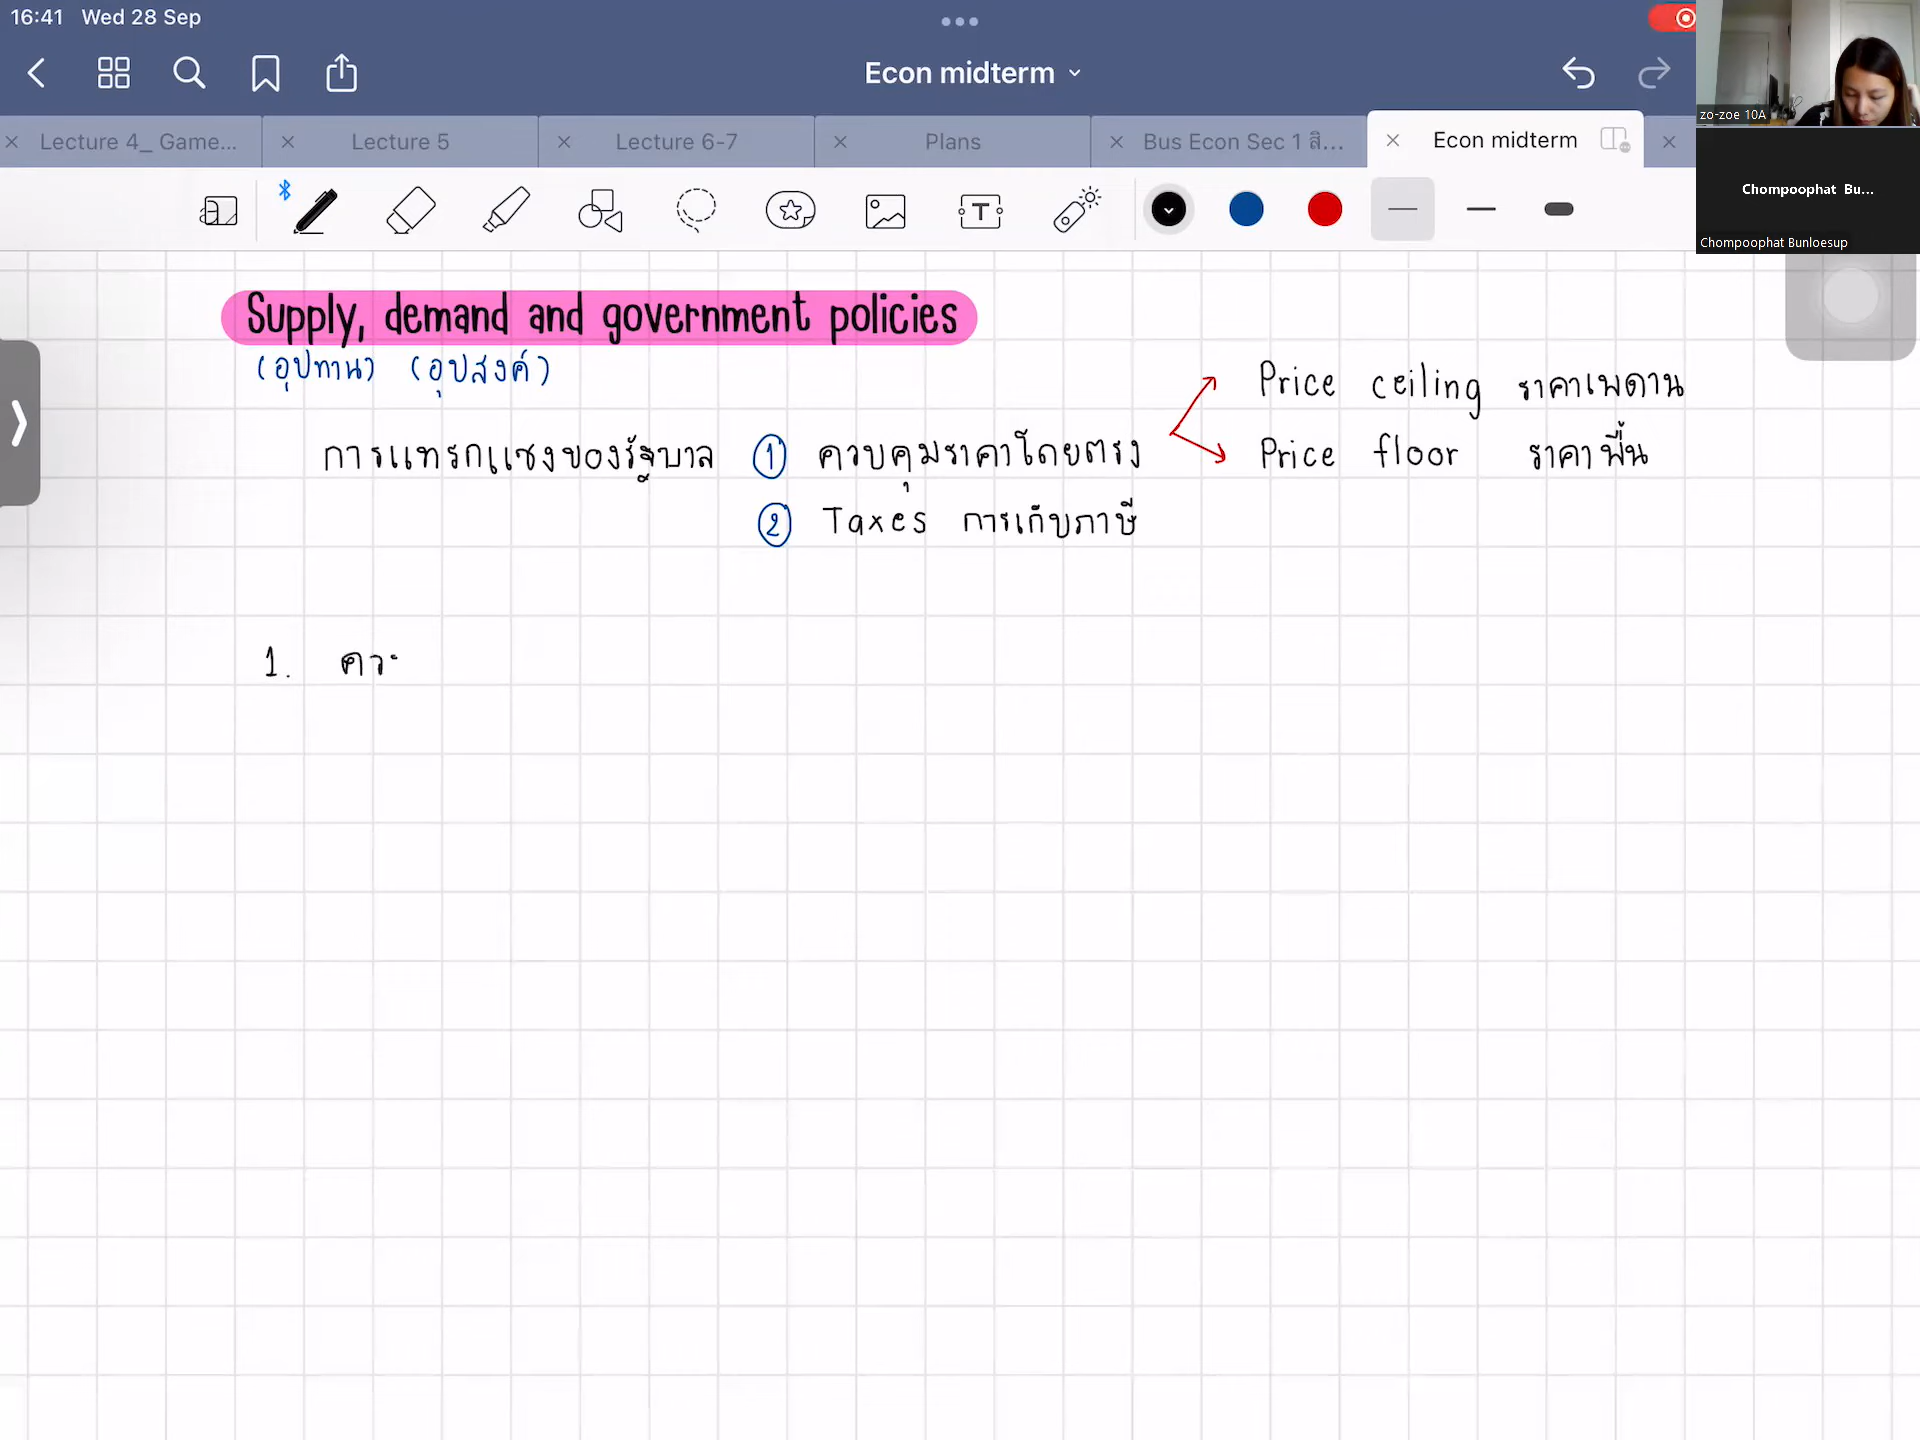 16:41 Wed 28 Sep
Econ midterm
Lecture 4_ Game...
Lecture 5
Lecture 6-7
Plans
Bus Econ Sec 1 สิ...
Econ midterm
zo-zoe 10A
Chompoophat Bu...
Chompoophat Bunloesup
Supply, demand and government policies
(อุปทาน) (อุปสงค์)
Price ceiling ราคาเพดาน
การแทรกแซงของรัฐบาล ① ควบคุมราคาโดยตรง
Price floor ราคาพื้น
② Taxes การเก็บภาษี
1. คว